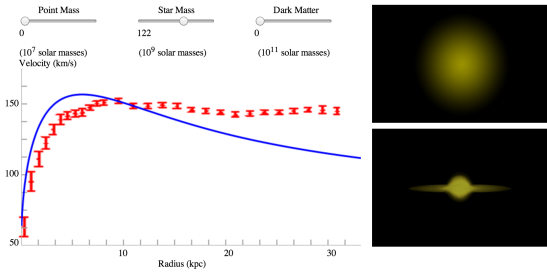 Point Mass Star Mass Dark Matter
0 122 0
(10⁷ solar masses) (10⁹ solar masses) (10¹¹ solar masses)
Velocity (km/s)
150
100
50
10 20 30
Radius (kpc)